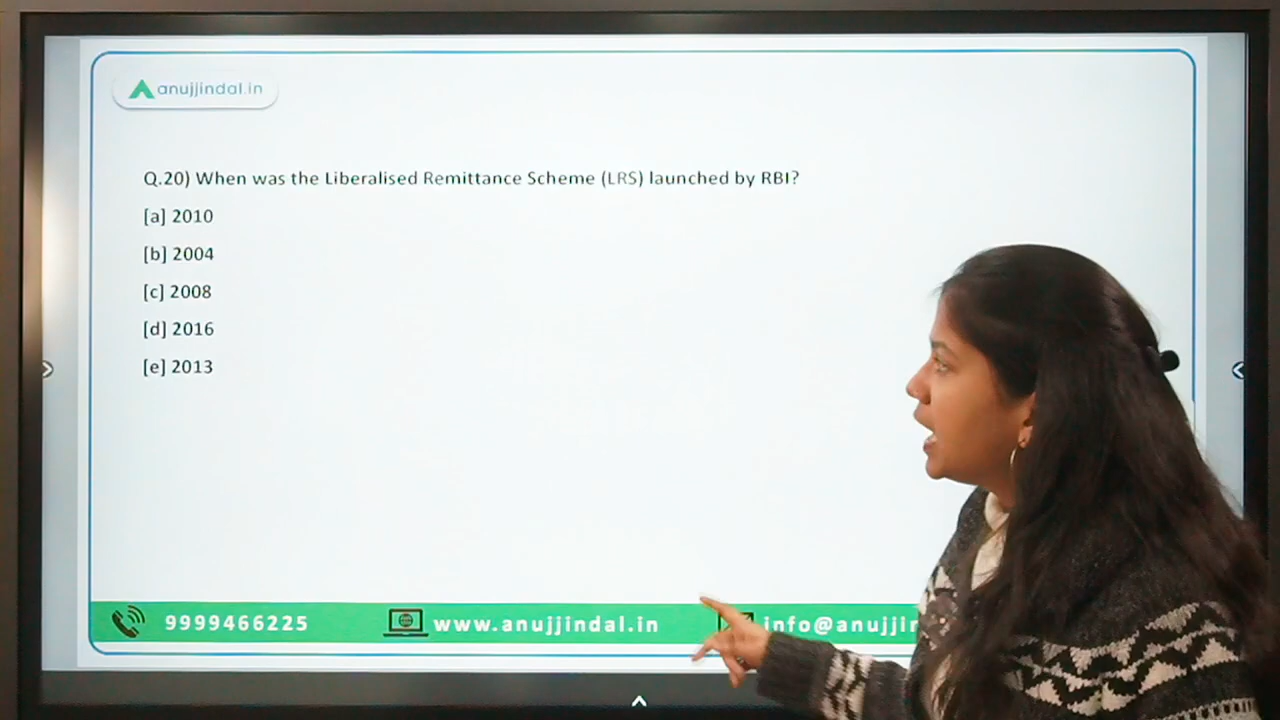 anujjindal.in
Q.20) When was the Liberalised Remittance Scheme (LRS) launched by RBI?
[a] 2010
[b] 2004
[c] 2008
[d] 2016
[e] 2013
9999466225 www.anujjindal.in